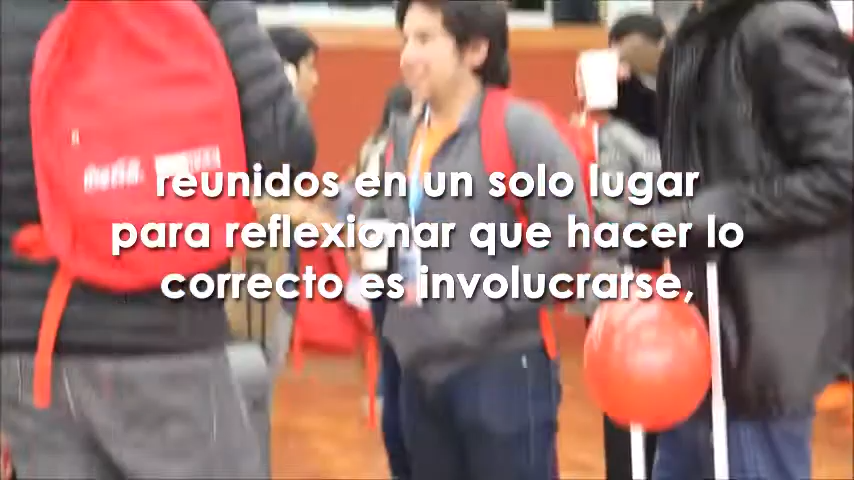 reunidos en un solo lugar
para reflexionar que hacer lo
correcto es involucrarse,